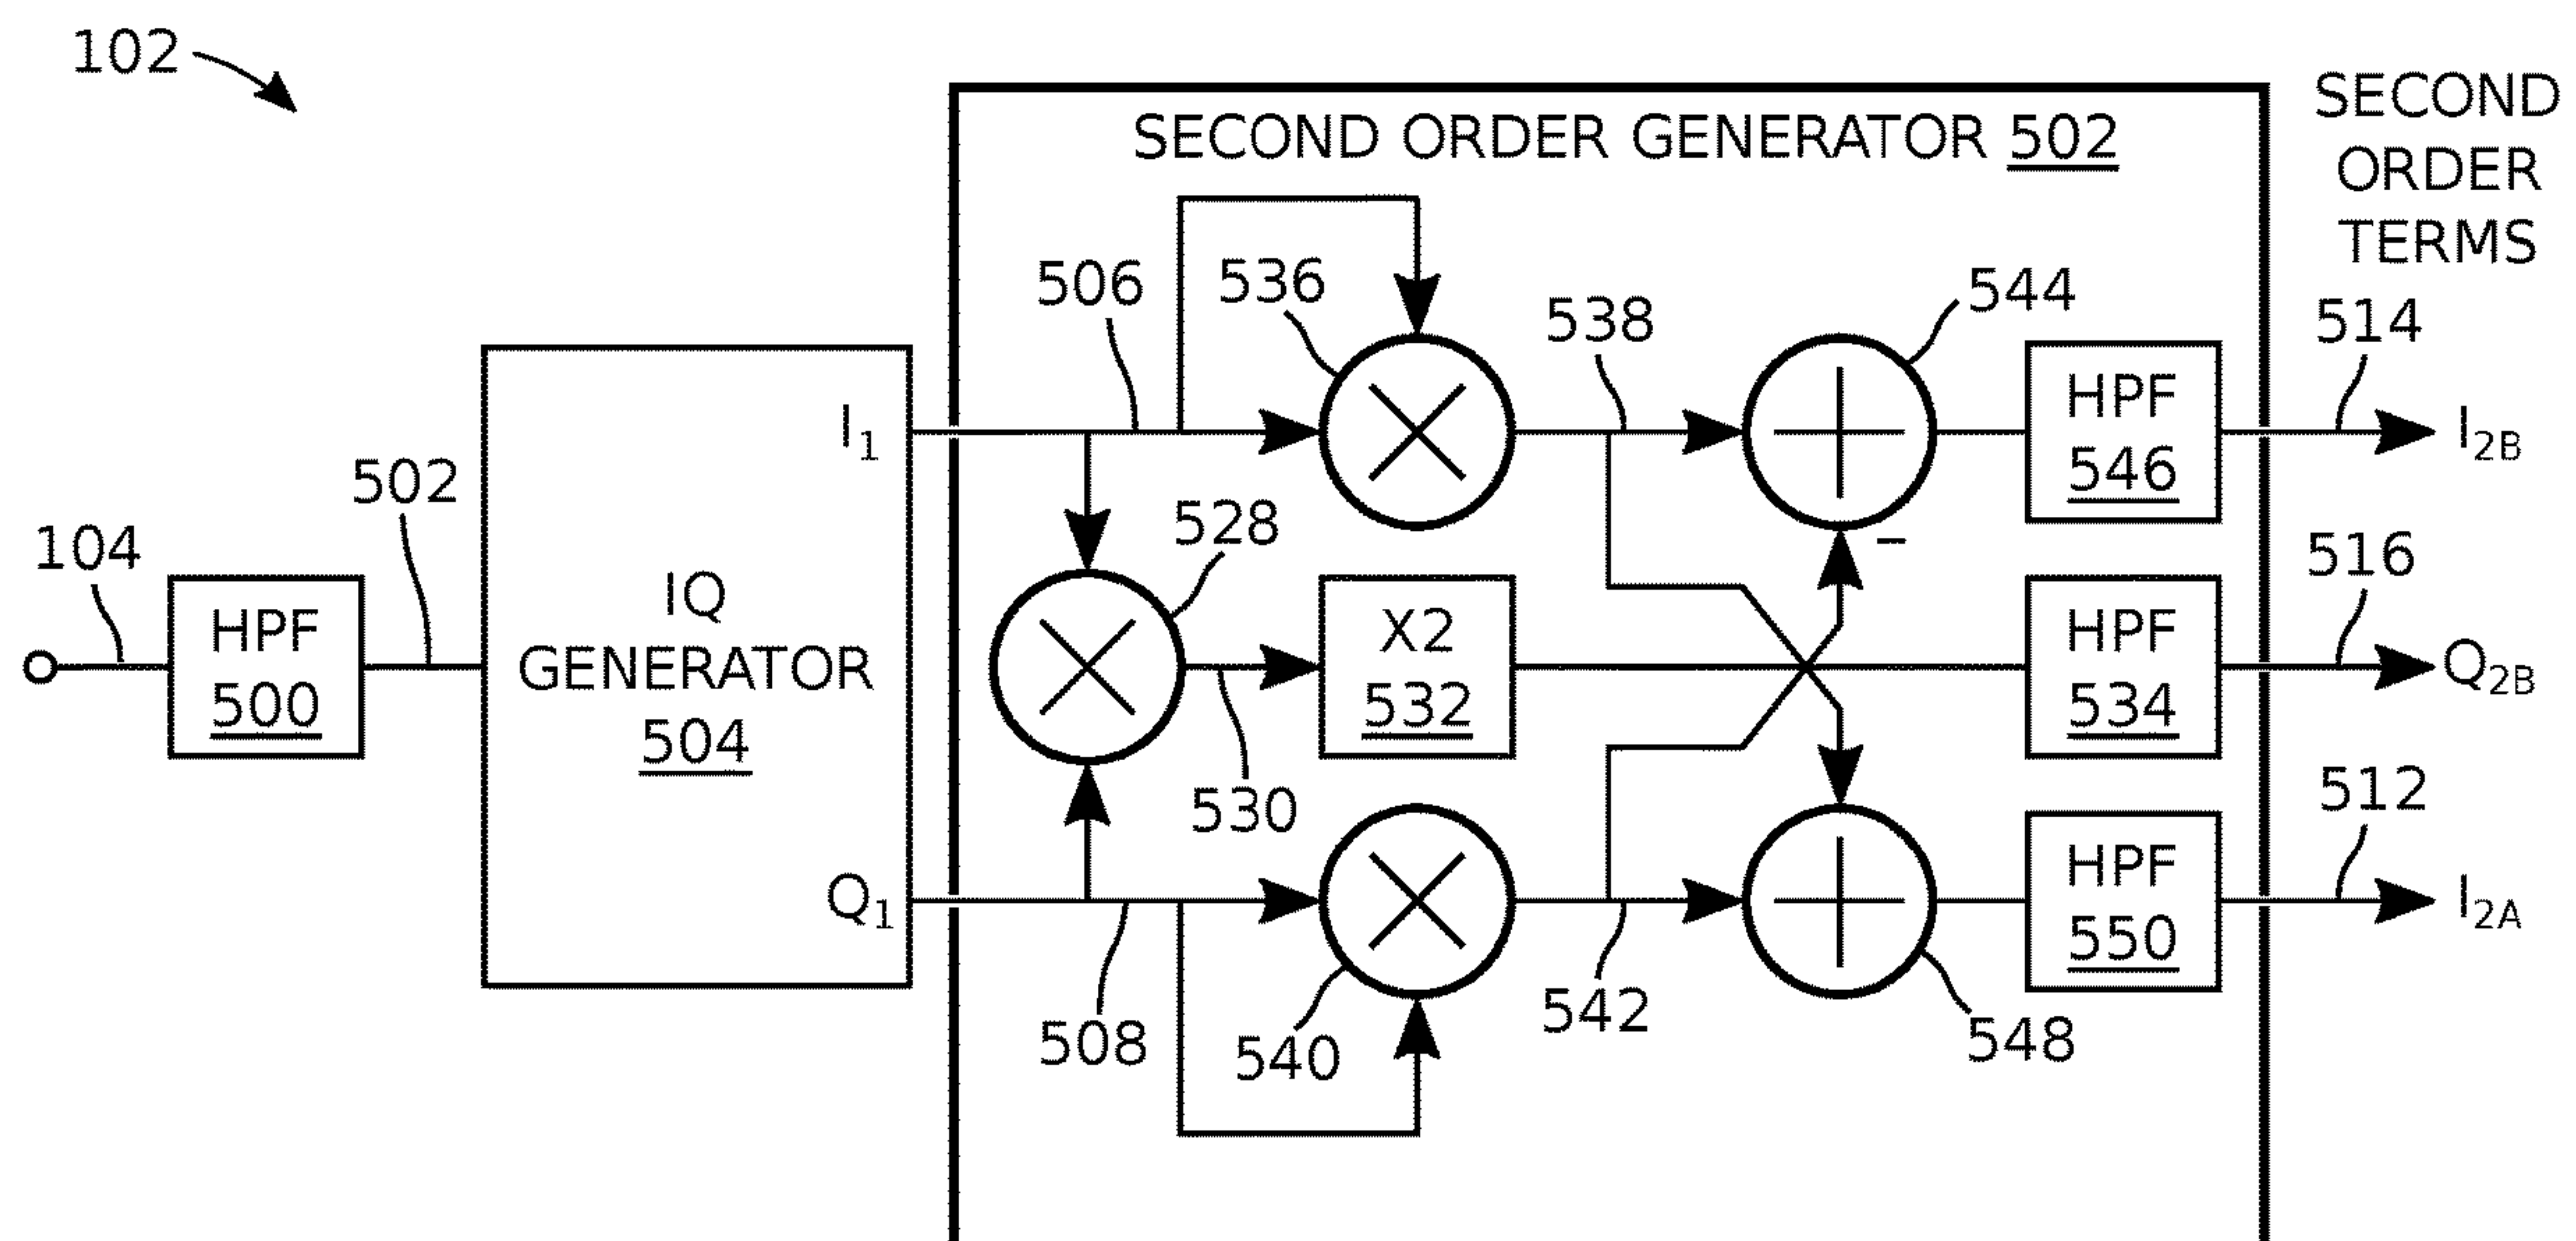 102
SECOND ORDER GENERATOR 502
SECOND
ORDER
TERMS
506
536
538
544
514
I1
HPF
546
I2B
502
528
-
516
104
HPF
500
IQ
GENERATOR
504
X2
532
HPF
534
Q2B
530
512
Q1
HPF
550
I2A
508
540
542
548